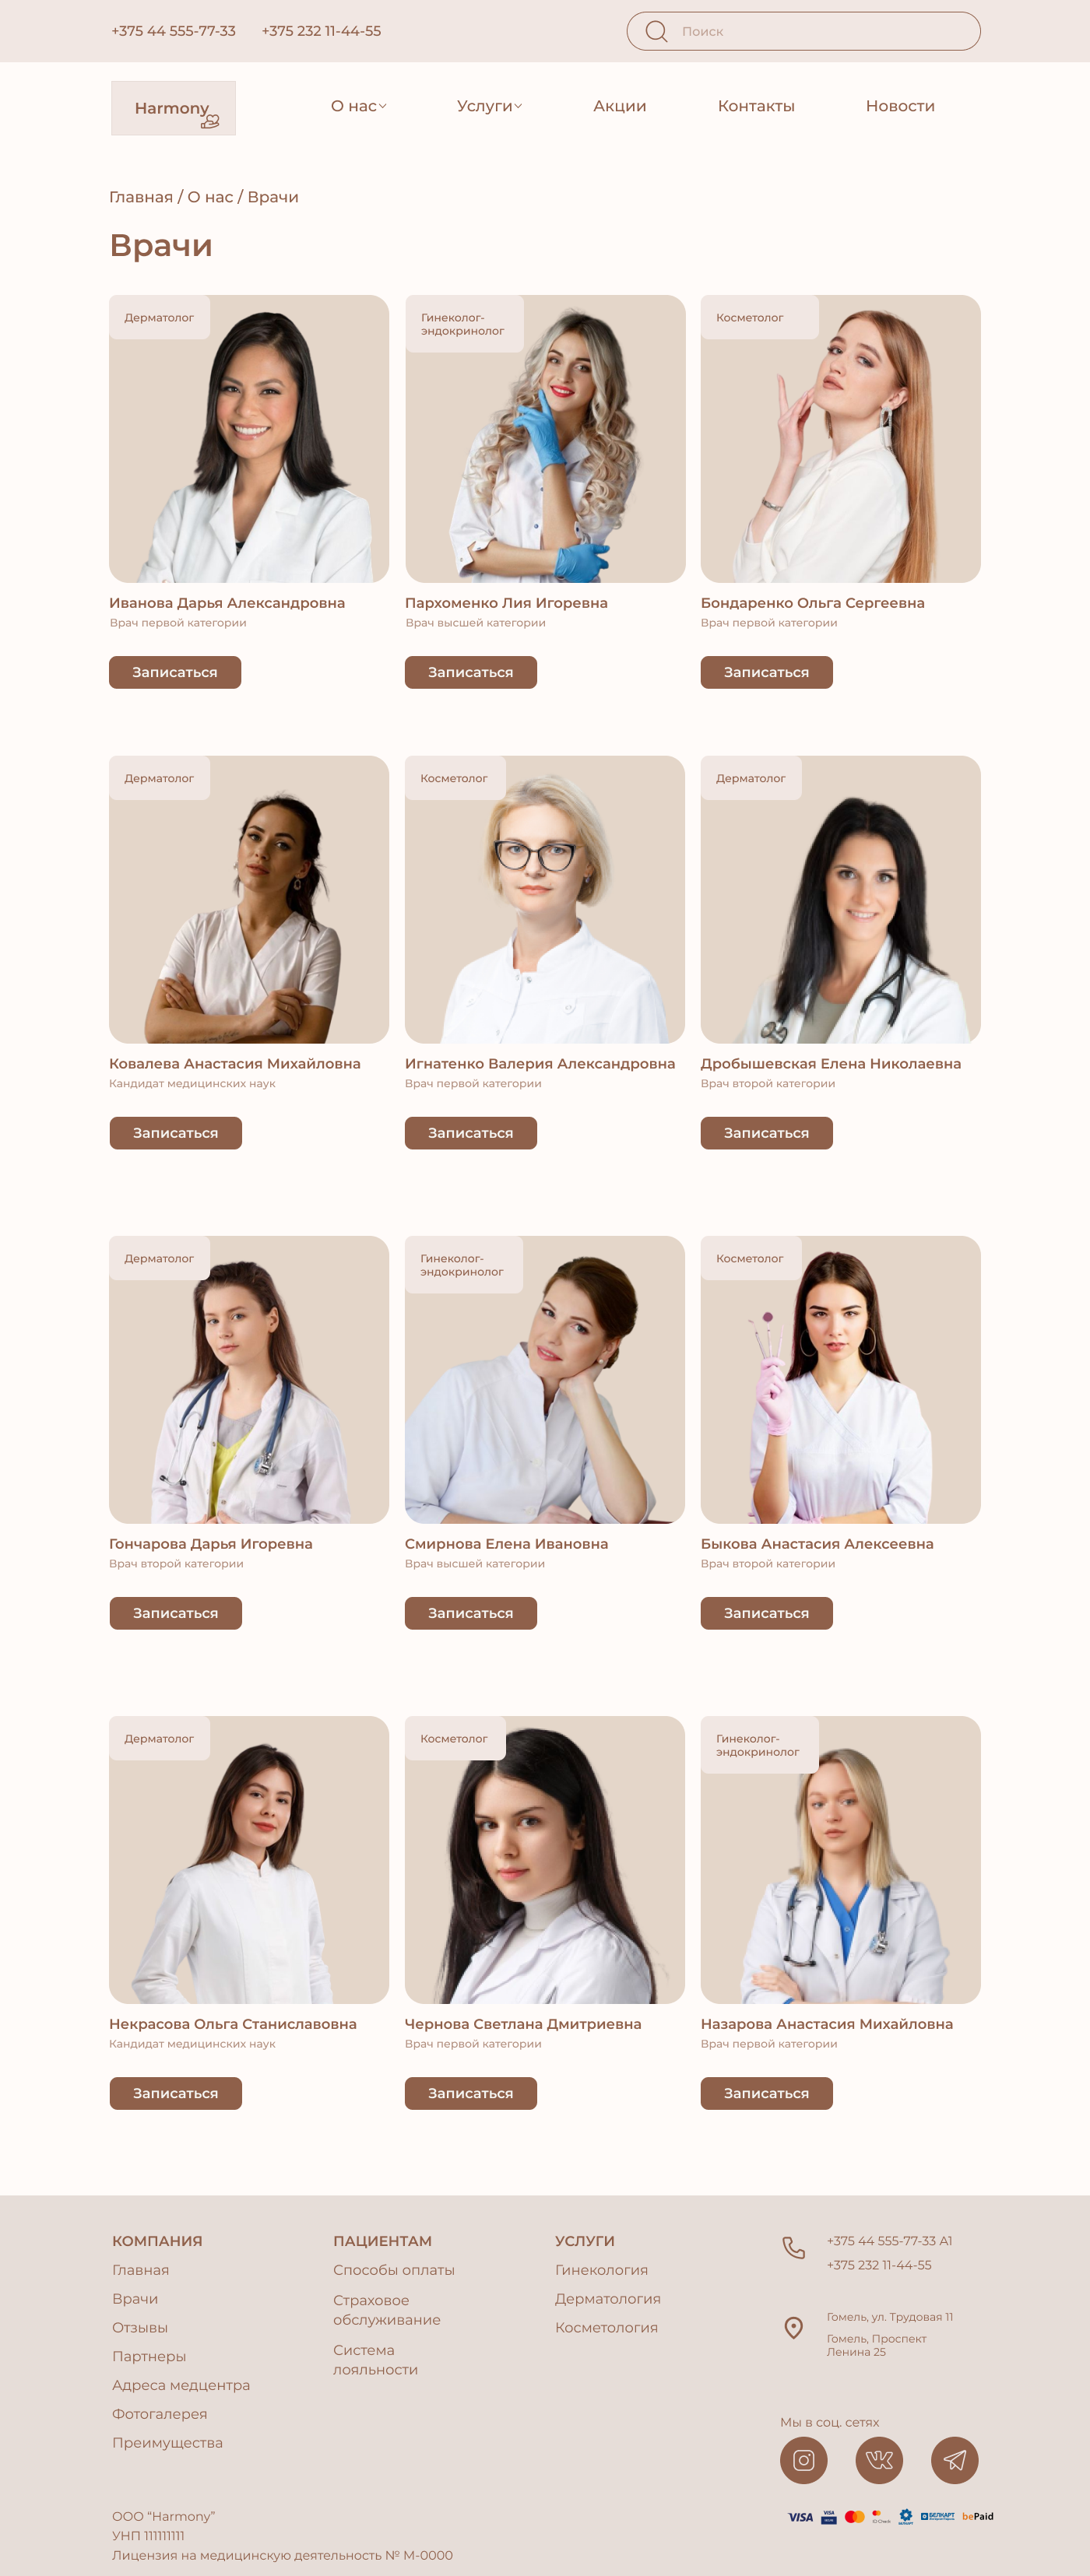 +375 44 555-77-33 +375 232 11-44-55 Поиск
Harmony О нас Услуги Акции Контакты Новости
Главная / О нас / Врачи
Врачи
Дерматолог
Гинеколог-
эндокринолог
Косметолог
Иванова Дарья Александровна
Врач первой категории
Записаться
Пархоменко Лия Игоревна
Врач высшей категории
Записаться
Бондаренко Ольга Сергеевна
Врач первой категории
Записаться
Дерматолог
Косметолог
Дерматолог
Ковалева Анастасия Михайловна
Кандидат медицинских наук
Записаться
Игнатенко Валерия Александровна
Врач первой категории
Записаться
Дробышевская Елена Николаевна
Врач второй категории
Записаться
Дерматолог
Гинеколог-
эндокринолог
Косметолог
Гончарова Дарья Игоревна
Врач второй категории
Записаться
Смирнова Елена Ивановна
Врач высшей категории
Записаться
Быкова Анастасия Алексеевна
Врач второй категории
Записаться
Дерматолог
Косметолог
Гинеколог-
эндокринолог
Некрасова Ольга Станиславовна
Кандидат медицинских наук
Записаться
Чернова Светлана Дмитриевна
Врач первой категории
Записаться
Назарова Анастасия Михайловна
Врач первой категории
Записаться
КОМПАНИЯ
Главная
Врачи
Отзывы
Партнеры
Адреса медцентра
Фотогалерея
Преимущества
ПАЦИЕНТАМ
Способы оплаты
Страховое
обслуживание
Система
лояльности
УСЛУГИ
Гинекология
Дерматология
Косметология
+375 44 555-77-33 A1
+375 232 11-44-55
Гомель, ул. Трудовая 11
Гомель, Проспект
Ленина 25
Мы в соц. сетях
VISA VISA ID Check БЕЛКАРТ bePaid
ООО “Harmony”
УНП 111111111
Лицензия на медицинскую деятельность № М-0000